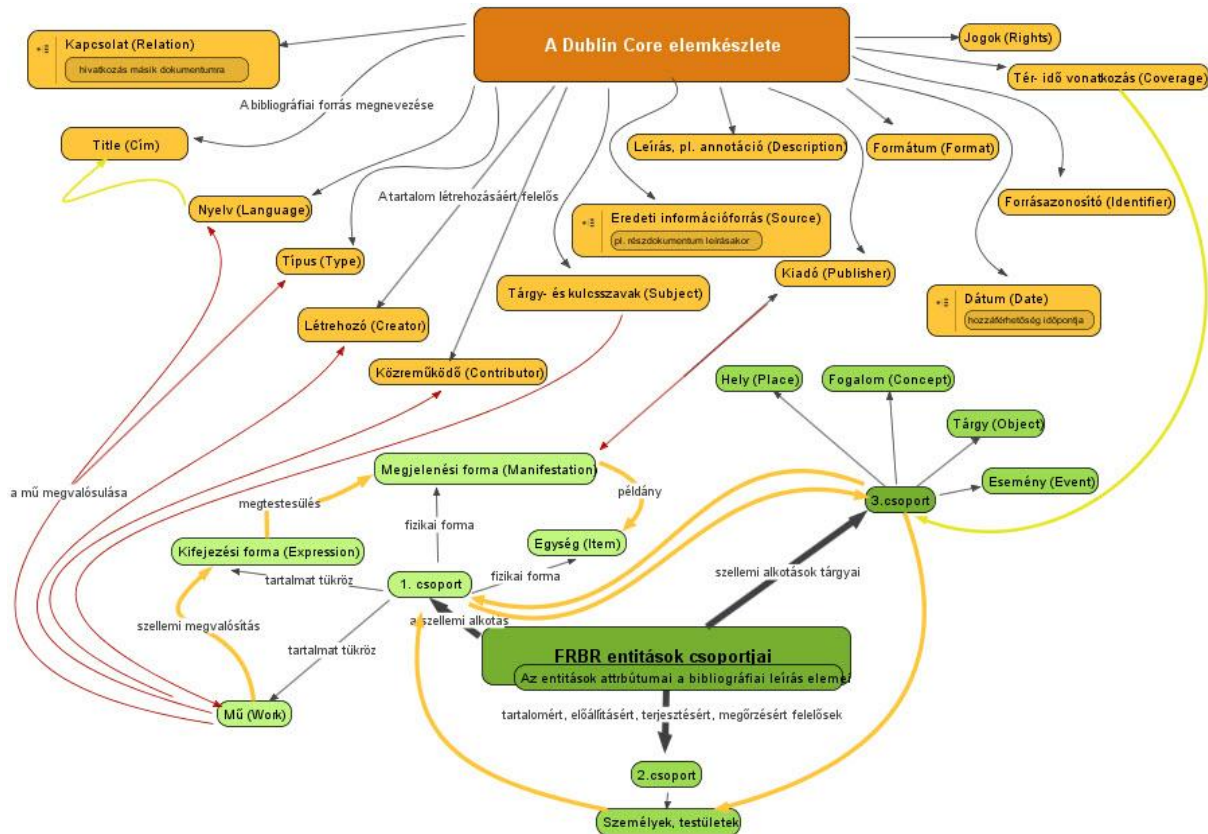 A Dublin Core elemkészlete
Kapcsolat (Relation)
hivatkozás másik dokumentumra
Jogok (Rights)
Tér- idő vonatkozás (Coverage)
A bibliográfiai forrás megnevezése
Title (Cím)
Leírás, pl. annotáció (Description)
Formátum (Format)
A tartalom létrehozásáért felelős
Nyelv (Language)
Forrásazonosító (Identifier)
Eredeti információforrás (Source)
pl. részdokumentum leírásakor
Típus (Type)
Kiadó (Publisher)
Tárgy- és kulcsszavak (Subject)
Dátum (Date)
hozzáférhetőség időpontja
Létrehozó (Creator)
Közreműködő (Contributor)
Hely (Place)
Fogalom (Concept)
Tárgy (Object)
Megjelenési forma (Manifestation)
Esemény (Event)
a mű megvalósulása
megtestesülés
példány
3.csoport
fizikai forma
Egység (Item)
Kifejezési forma (Expression)
szellemi alkotások tárgyai
tartalmat tükröz
1. csoport
fizikai forma
a szellemi alkotás
szellemi megvalósítás
tartalmat tükröz
FRBR entitások csoportjai
Az entitások attrbútumai a bibliográfiai leírás elemei
Mű (Work)
tartalomért, előállításért, terjesztésért, megőrzésért felelősek
2.csoport
Személyek, testületek